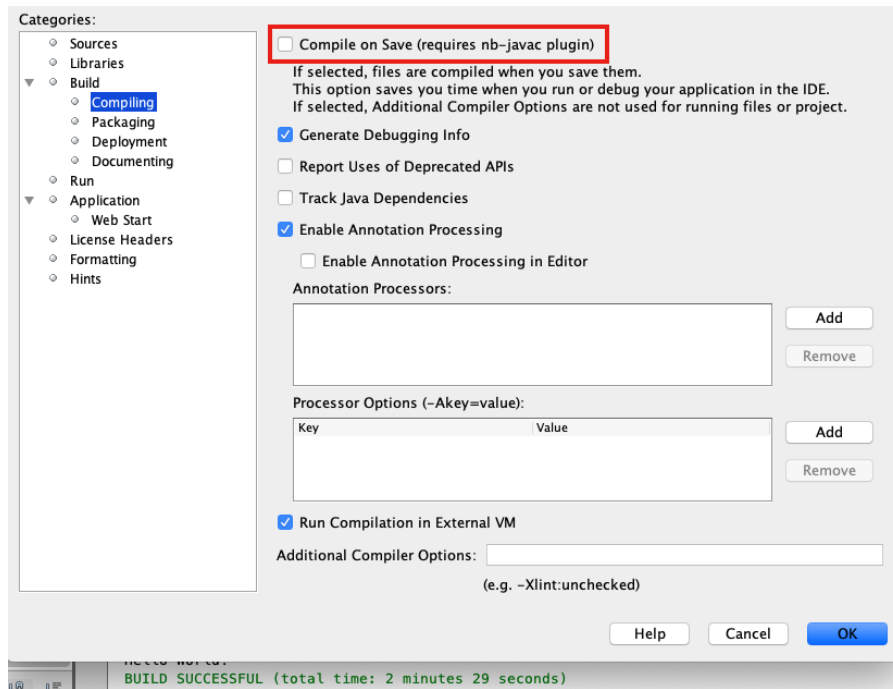 Categories:
Sources
Libraries
Build
Compiling
Packaging
Deployment
Documenting
Run
Application
Web Start
License Headers
Formatting
Hints
Compile on Save (requires nb-javac plugin)
If selected, files are compiled when you save them.
This option saves you time when you run or debug your application in the IDE.
If selected, Additional Compiler Options are not used for running files or project.
Generate Debugging Info
Report Uses of Deprecated APIs
Track Java Dependencies
Enable Annotation Processing
Enable Annotation Processing in Editor
Annotation Processors:
Add
Remove
Processor Options (-Akey=value):
Key Value
Add
Remove
Run Compilation in External VM
Additional Compiler Options:
(e.g. -Xlint:unchecked)
Help Cancel OK
Hello World!
BUILD SUCCESSFUL (total time: 2 minutes 29 seconds)